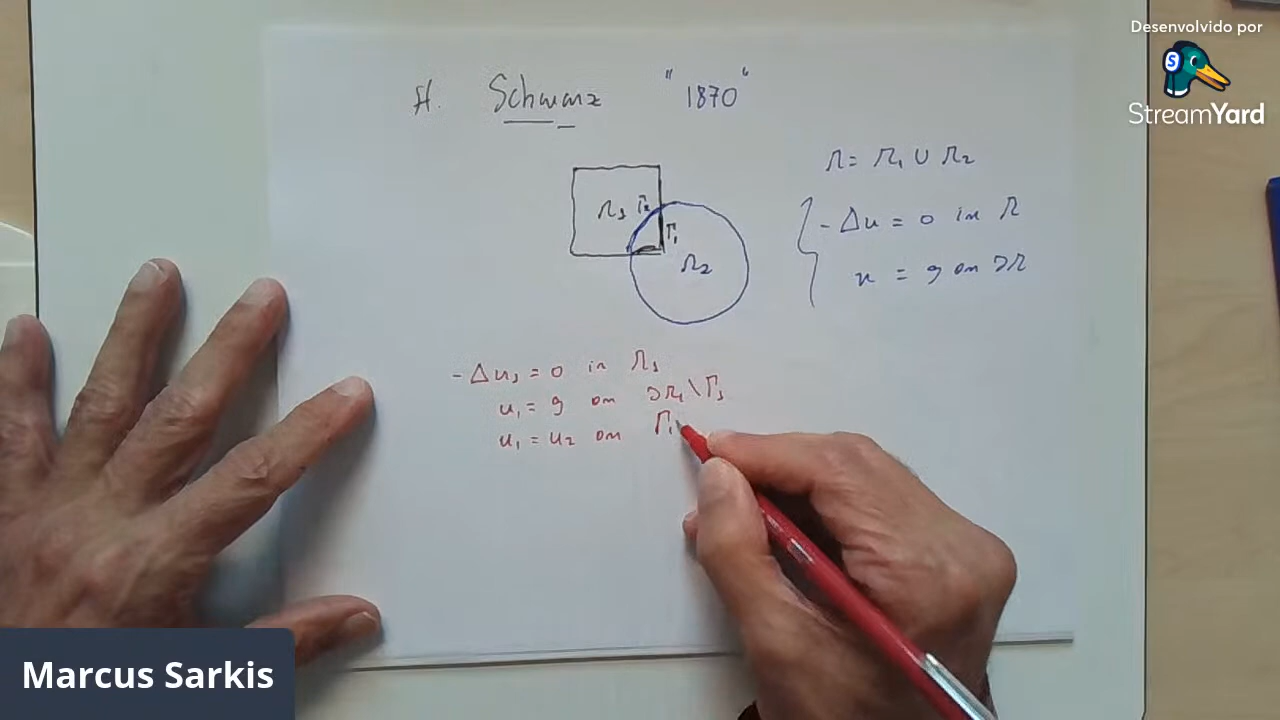 Desenvolvido por
StreamYard
H. Schwarz "1870"
Ω = Ω₁ ∪ Ω₂
Ω₁ Γ₂
Γ₁
Ω₂
-Δu = 0 in Ω
u = g on ∂Ω
-Δu₁ = 0 in Ω₁
u₁ = g on ∂Ω₁ \ Γ₁
u₁ = u₂ on Γ₁
Marcus Sarkis